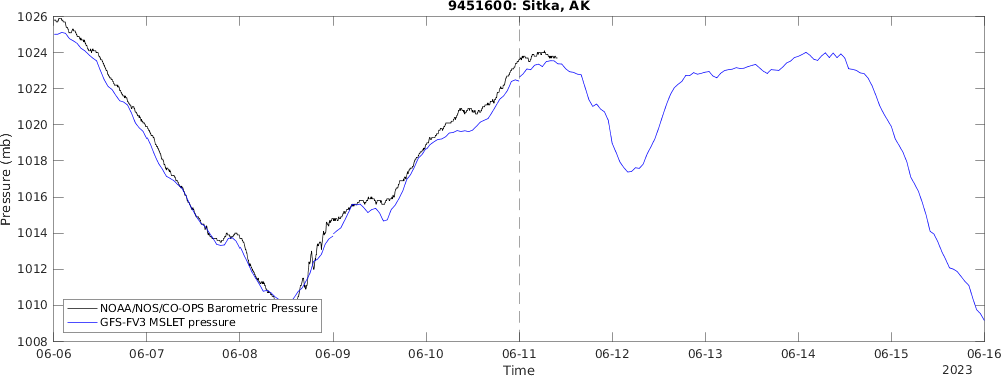 9451600: Sitka, AK
Pressure (mb)
1026
1024
1022
1020
1018
1016
1014
1012
1010
1008
NOAA/NOS/CO-OPS Barometric Pressure
GFS-FV3 MSLET pressure
06-06 06-07 06-08 06-09 06-10 06-11 06-12 06-13 06-14 06-15 06-16
Time
2023